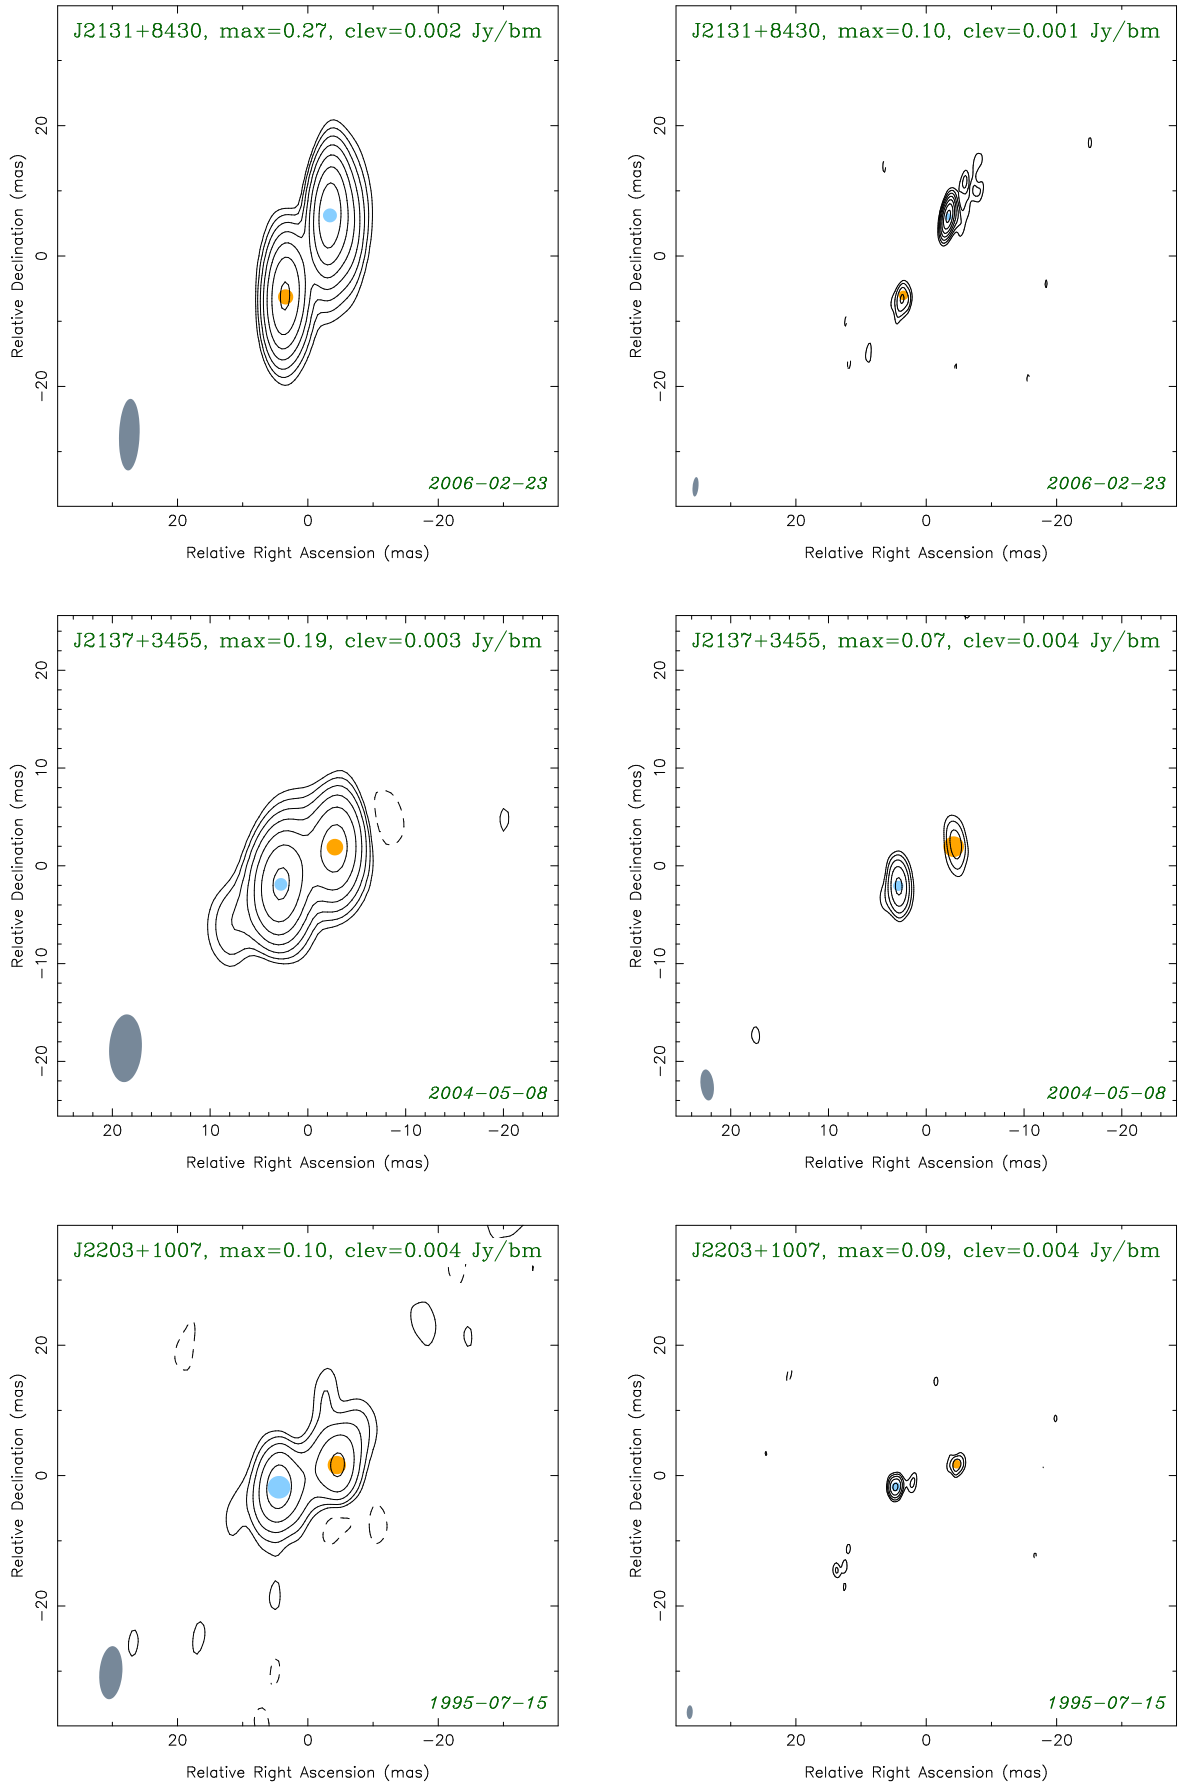 J2131+8430, max=0.27, clev=0.002 Jy/bm
Relative Declination (mas)
20
0
−20
2006−02−23
20 0 −20
Relative Right Ascension (mas)
J2131+8430, max=0.10, clev=0.001 Jy/bm
Relative Declination (mas)
20
0
−20
2006−02−23
20 0 −20
Relative Right Ascension (mas)
J2137+3455, max=0.19, clev=0.003 Jy/bm
Relative Declination (mas)
20
10
0
−10
−20
2004−05−08
20 10 0 −10 −20
Relative Right Ascension (mas)
J2137+3455, max=0.07, clev=0.004 Jy/bm
Relative Declination (mas)
20
10
0
−10
−20
2004−05−08
20 10 0 −10 −20
Relative Right Ascension (mas)
J2203+1007, max=0.10, clev=0.004 Jy/bm
Relative Declination (mas)
20
0
−20
1995−07−15
20 0 −20
Relative Right Ascension (mas)
J2203+1007, max=0.09, clev=0.004 Jy/bm
Relative Declination (mas)
20
0
−20
1995−07−15
20 0 −20
Relative Right Ascension (mas)